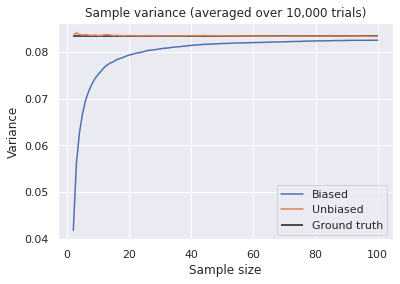 Sample variance (averaged over 10,000 trials)
Variance
0.08
0.07
0.06
0.05
0.04
0
20
40
60
80
100
Sample size
Biased
Unbiased
Ground truth